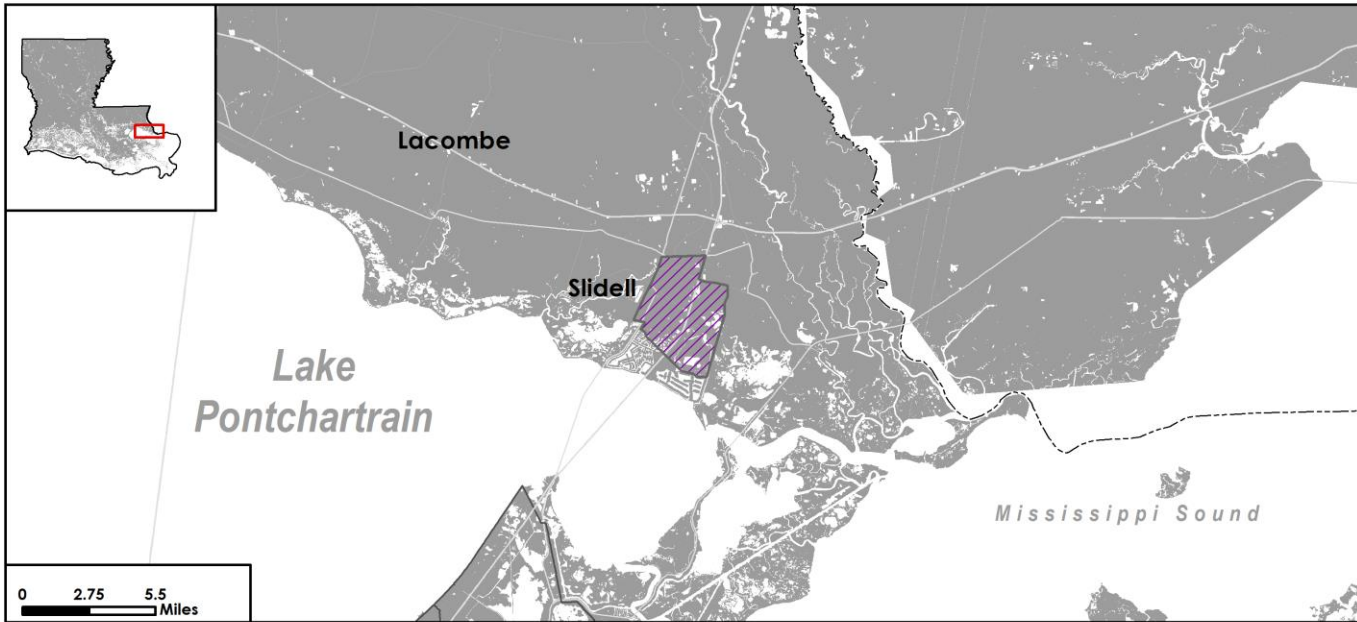 Lacombe
Slidell
Lake
Pontchartrain
Mississippi Sound
0 2.75 5.5
Miles